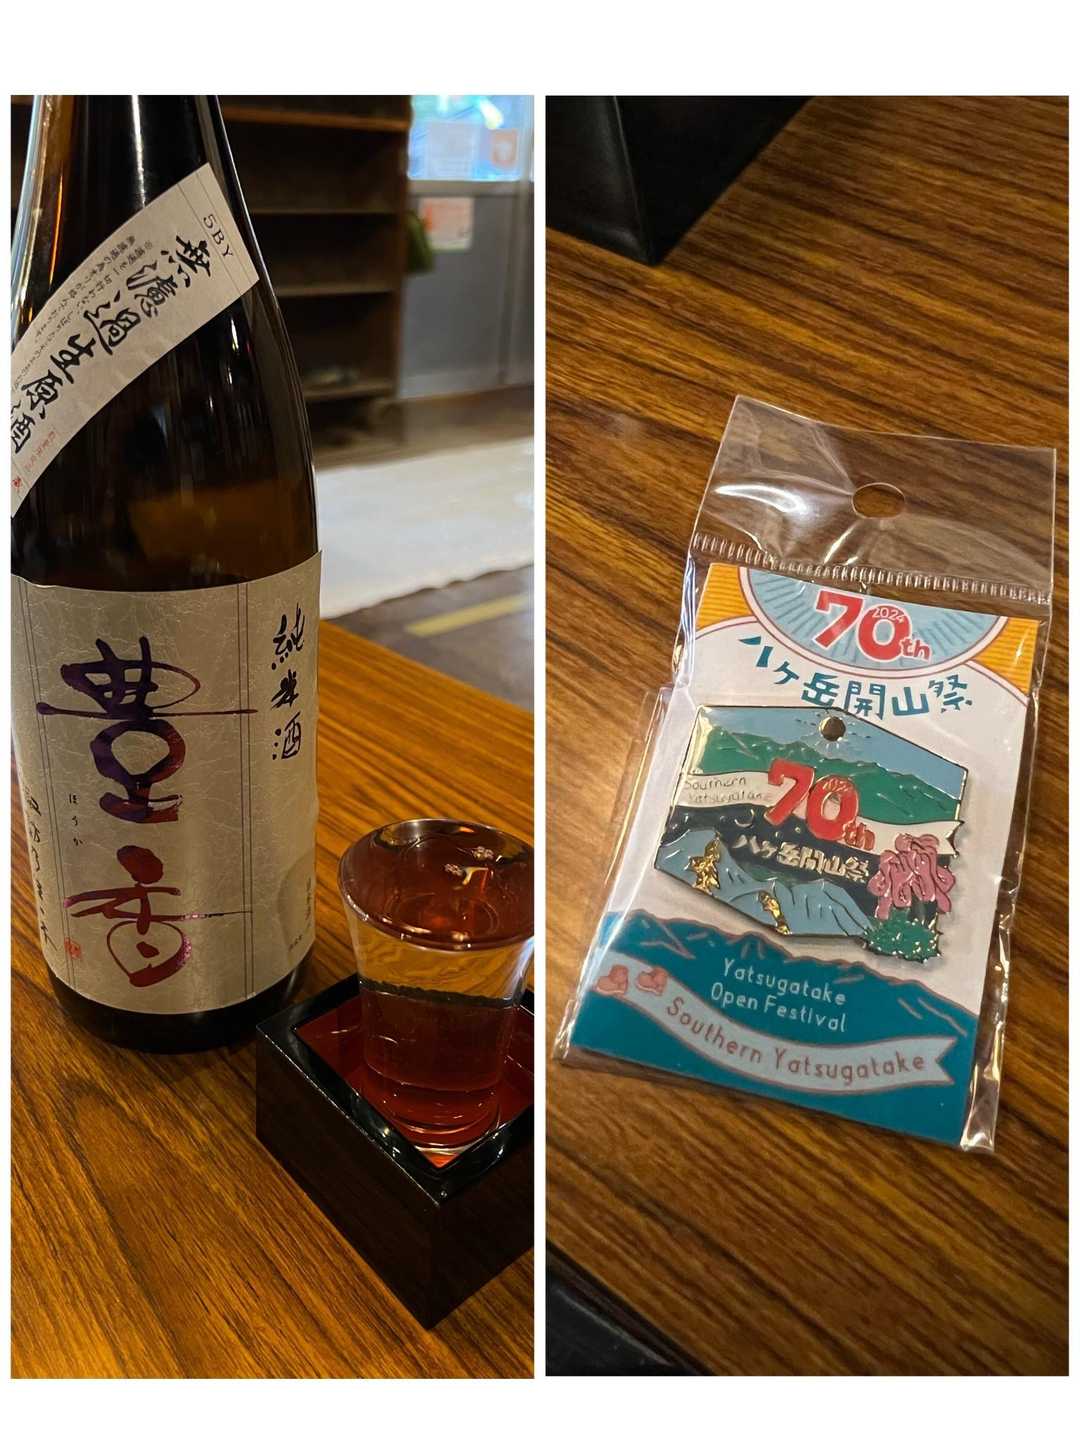 5BY
無濾過生原酒
純米酒
豊香
ほうか
70th
2024
八ヶ岳開山祭
Southern
Yatsugatake
70th
八ヶ岳開山祭
Yatsugatake
Open Festival
Southern Yatsugatake